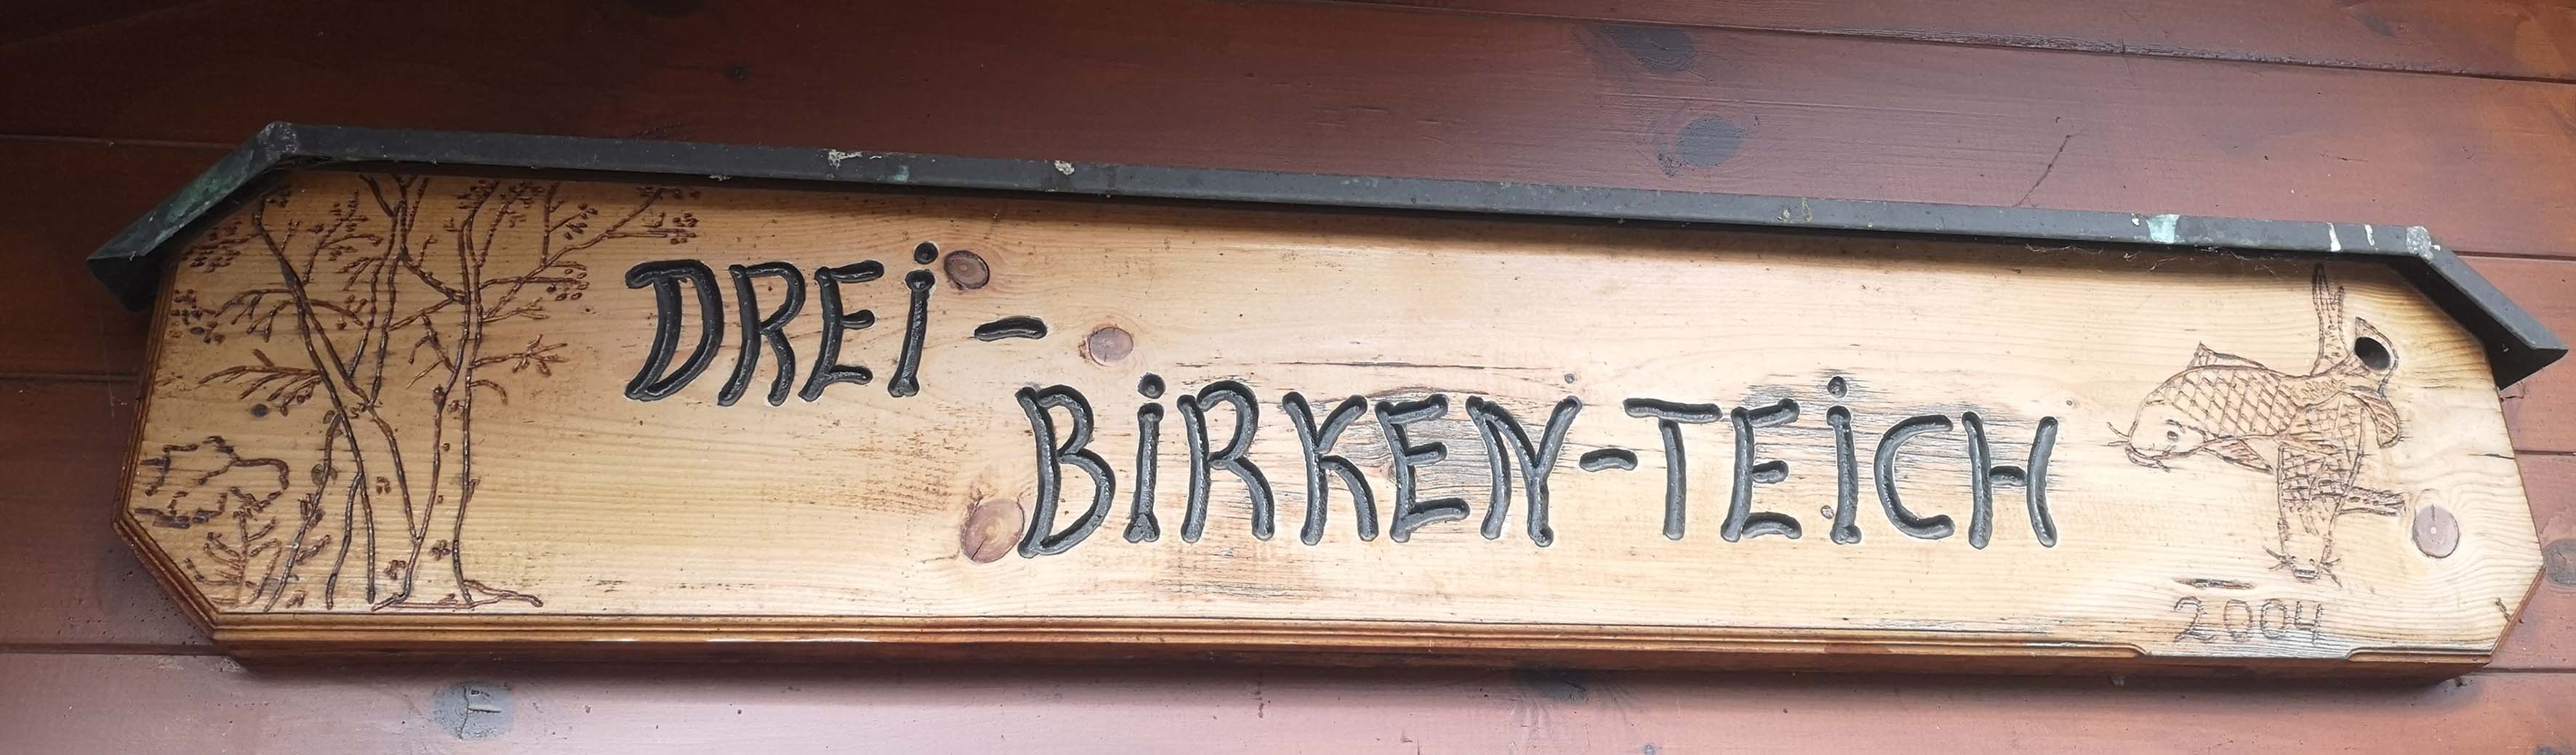 DREi-
BiRKEN-TEiCH
2004